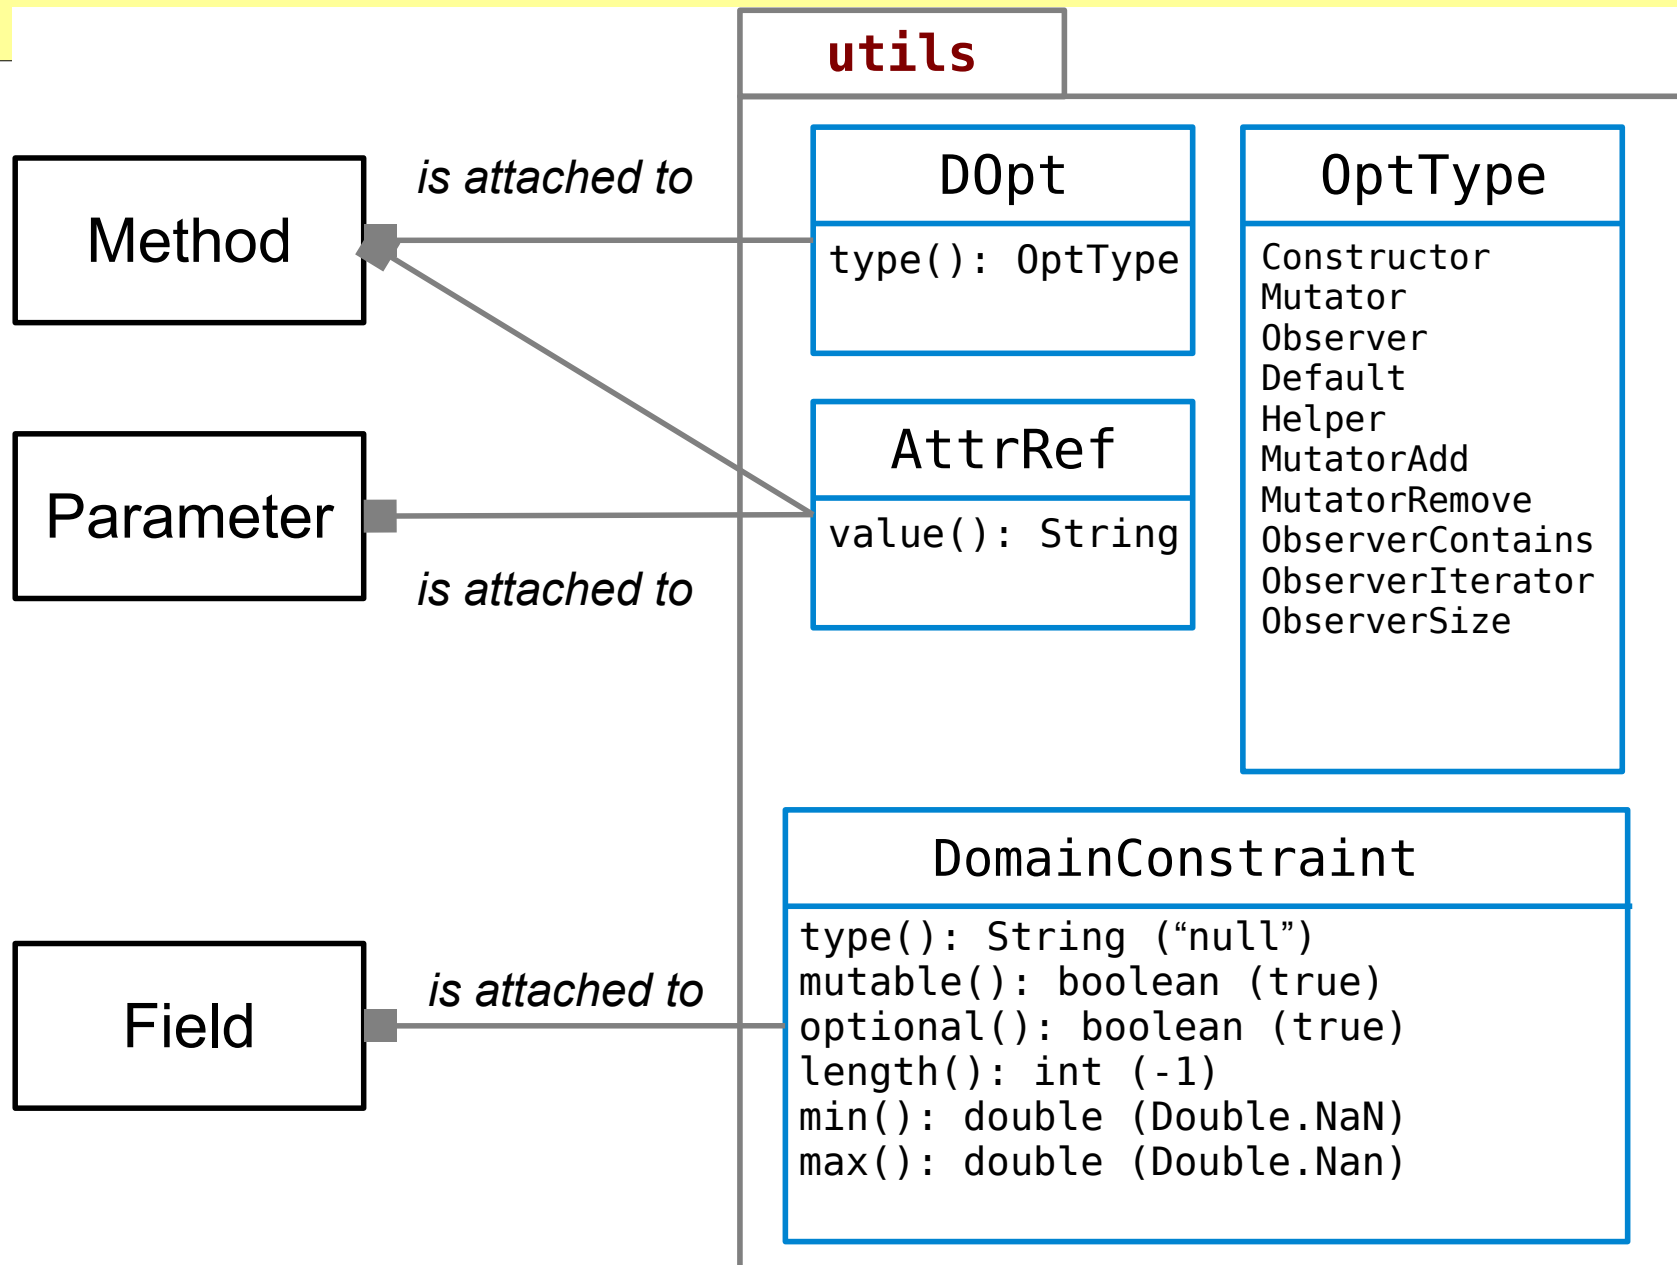 utils
is attached to
Method
DOpt
type(): OptType
OptType
Constructor
Mutator
Observer
Default
Helper
MutatorAdd
MutatorRemove
ObserverContains
ObserverIterator
ObserverSize
AttrRef
value(): String
Parameter
is attached to
DomainConstraint
type(): String (“null”)
mutable(): boolean (true)
optional(): boolean (true)
length(): int (-1)
min(): double (Double.NaN)
max(): double (Double.Nan)
is attached to
Field